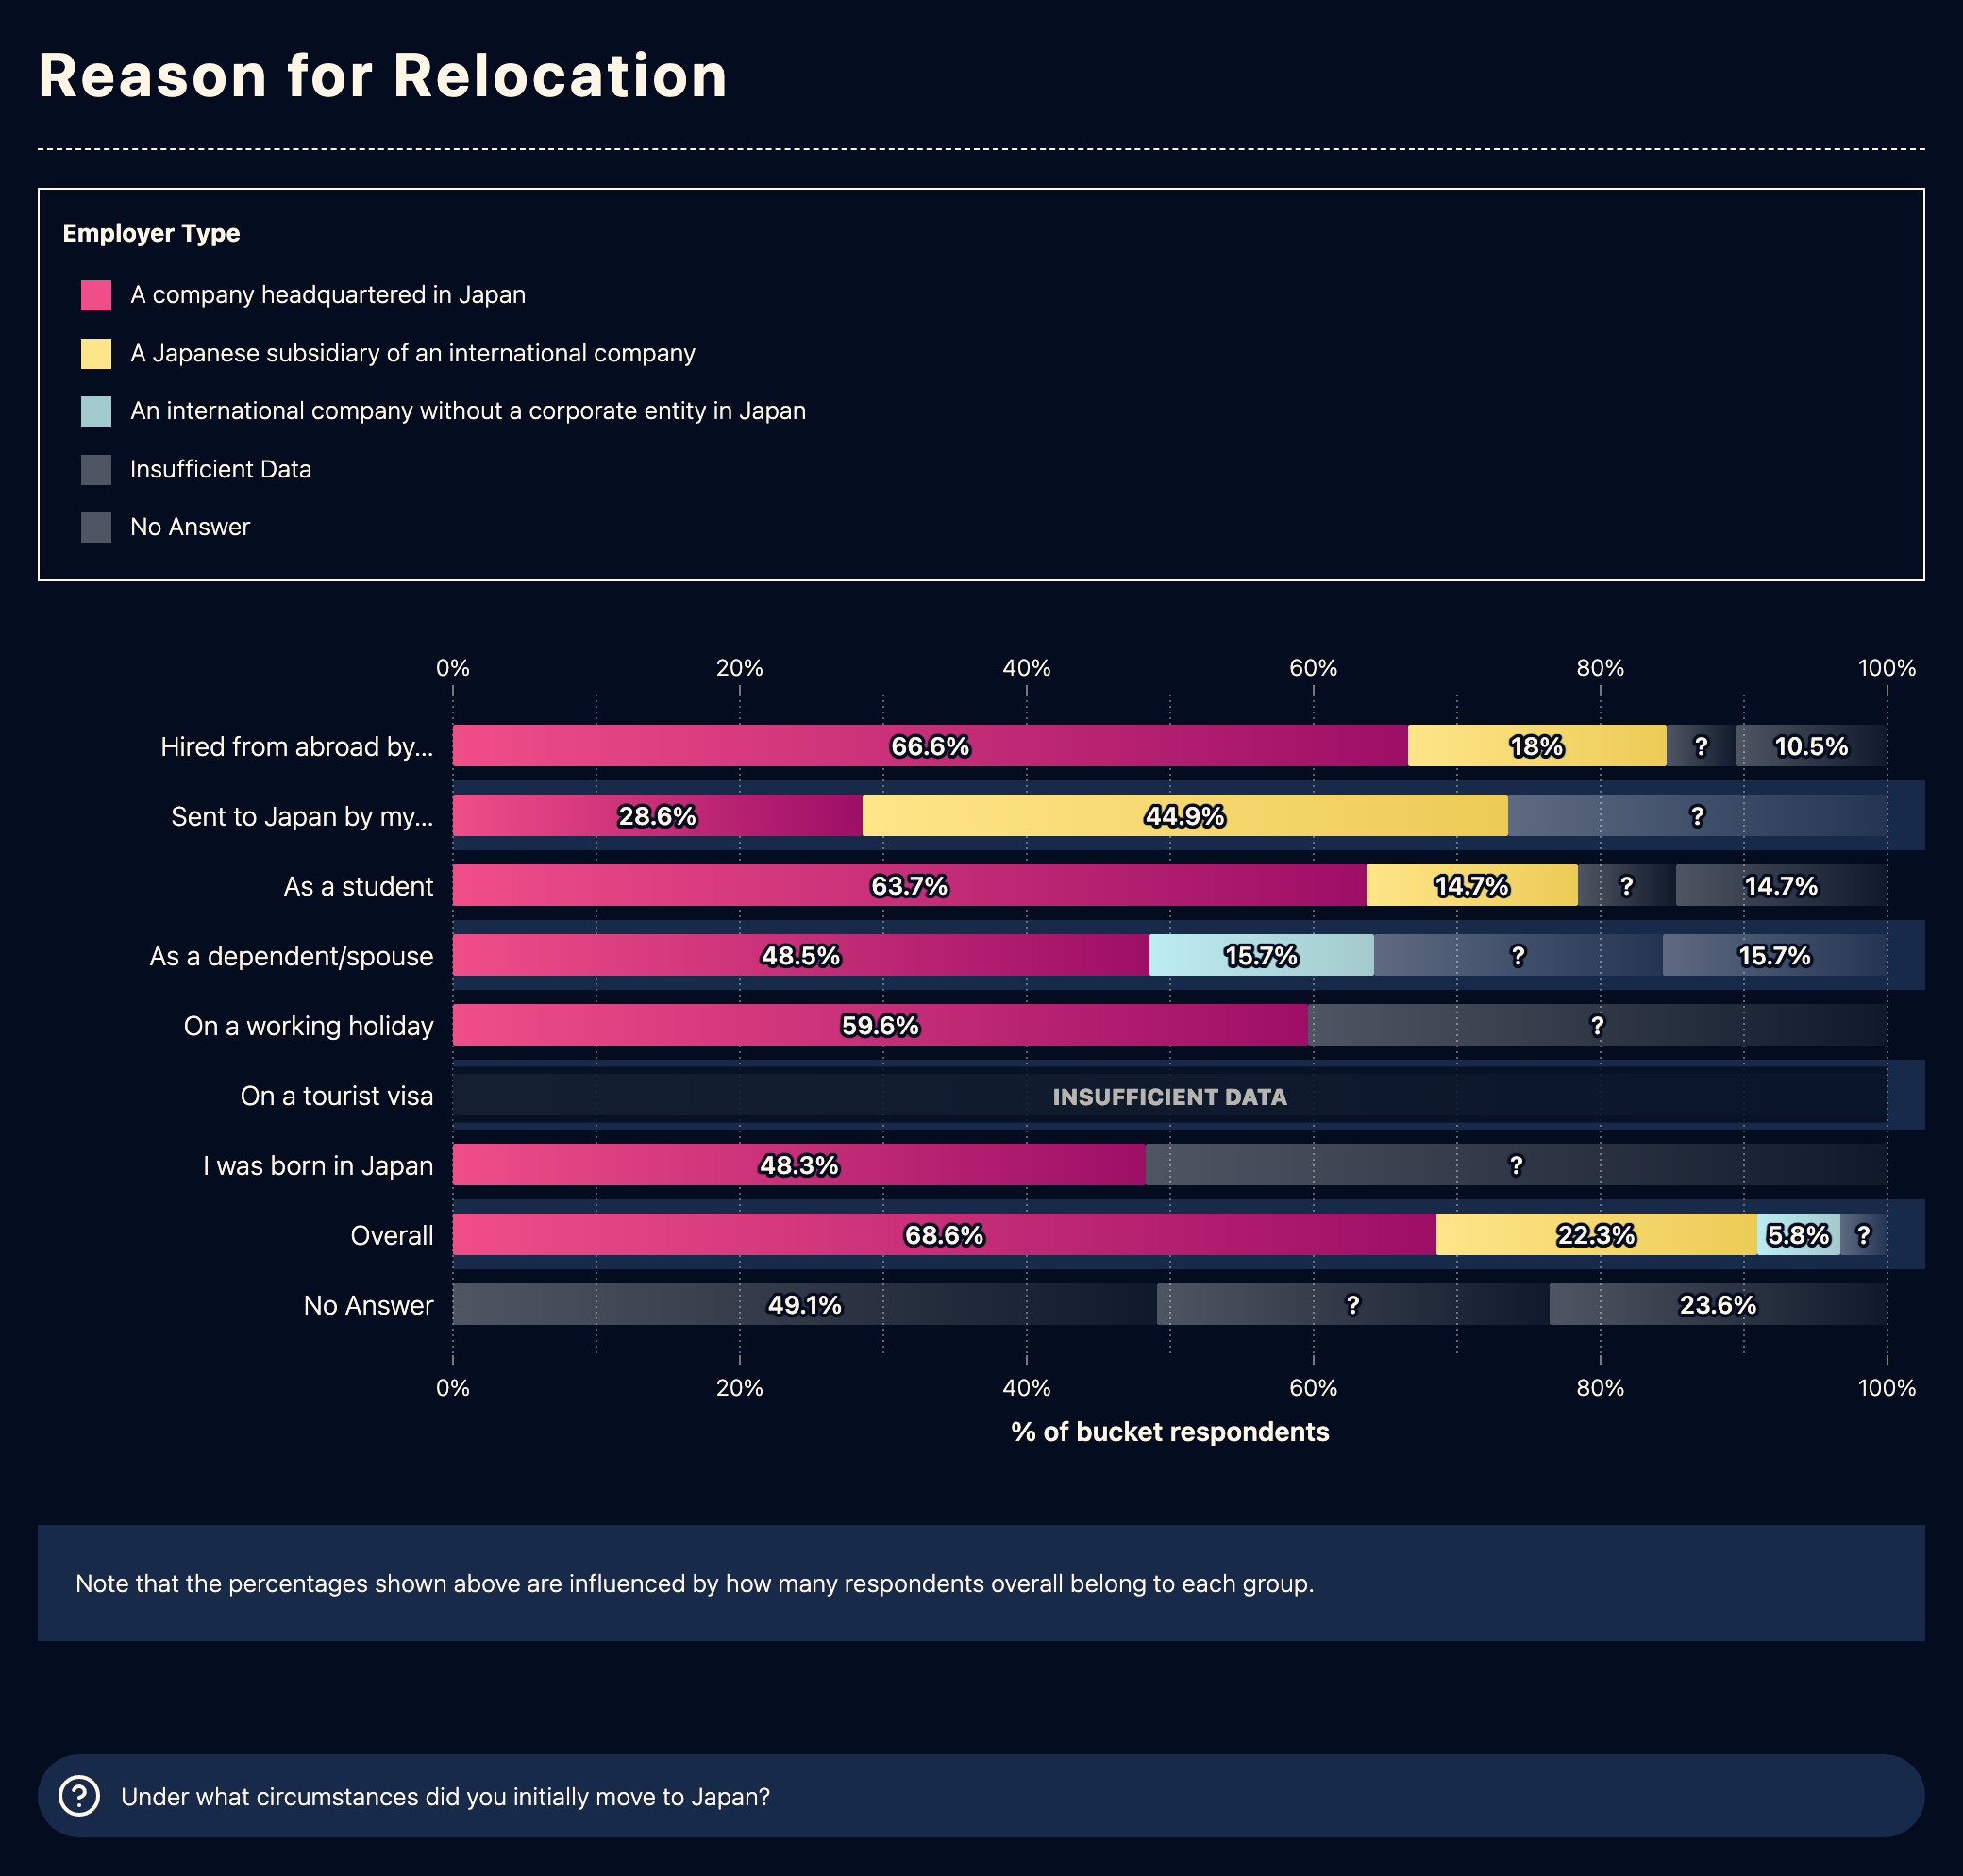 Reason for Relocation
Employer Type
A company headquartered in Japan
A Japanese subsidiary of an international company
An international company without a corporate entity in Japan
Insufficient Data
No Answer
0% 20% 40% 60% 80% 100%
Hired from abroad by... 66.6% 18% ? 10.5%
Sent to Japan by my... 28.6% 44.9% ?
As a student 63.7% 14.7% ? 14.7%
As a dependent/spouse 48.5% 15.7% ? 15.7%
On a working holiday 59.6% ?
On a tourist visa INSUFFICIENT DATA
I was born in Japan 48.3% ?
Overall 68.6% 22.3% 5.8% ?
No Answer 49.1% ? 23.6%
0% 20% 40% 60% 80% 100%
% of bucket respondents
Note that the percentages shown above are influenced by how many respondents overall belong to each group.
? Under what circumstances did you initially move to Japan?